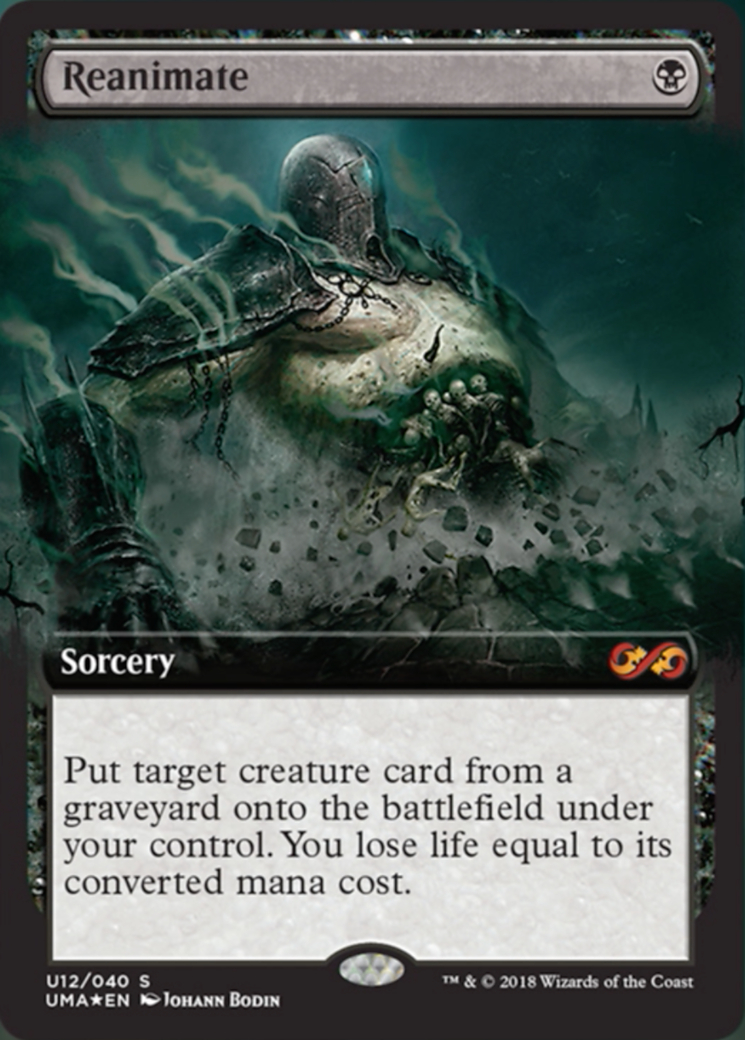 Reanimate
Sorcery
Put target creature card from a
graveyard onto the battlefield under
your control. You lose life equal to its
converted mana cost.
U12/040 S
™ & © 2018 Wizards of the Coast
UMA★EN Johann Bodin